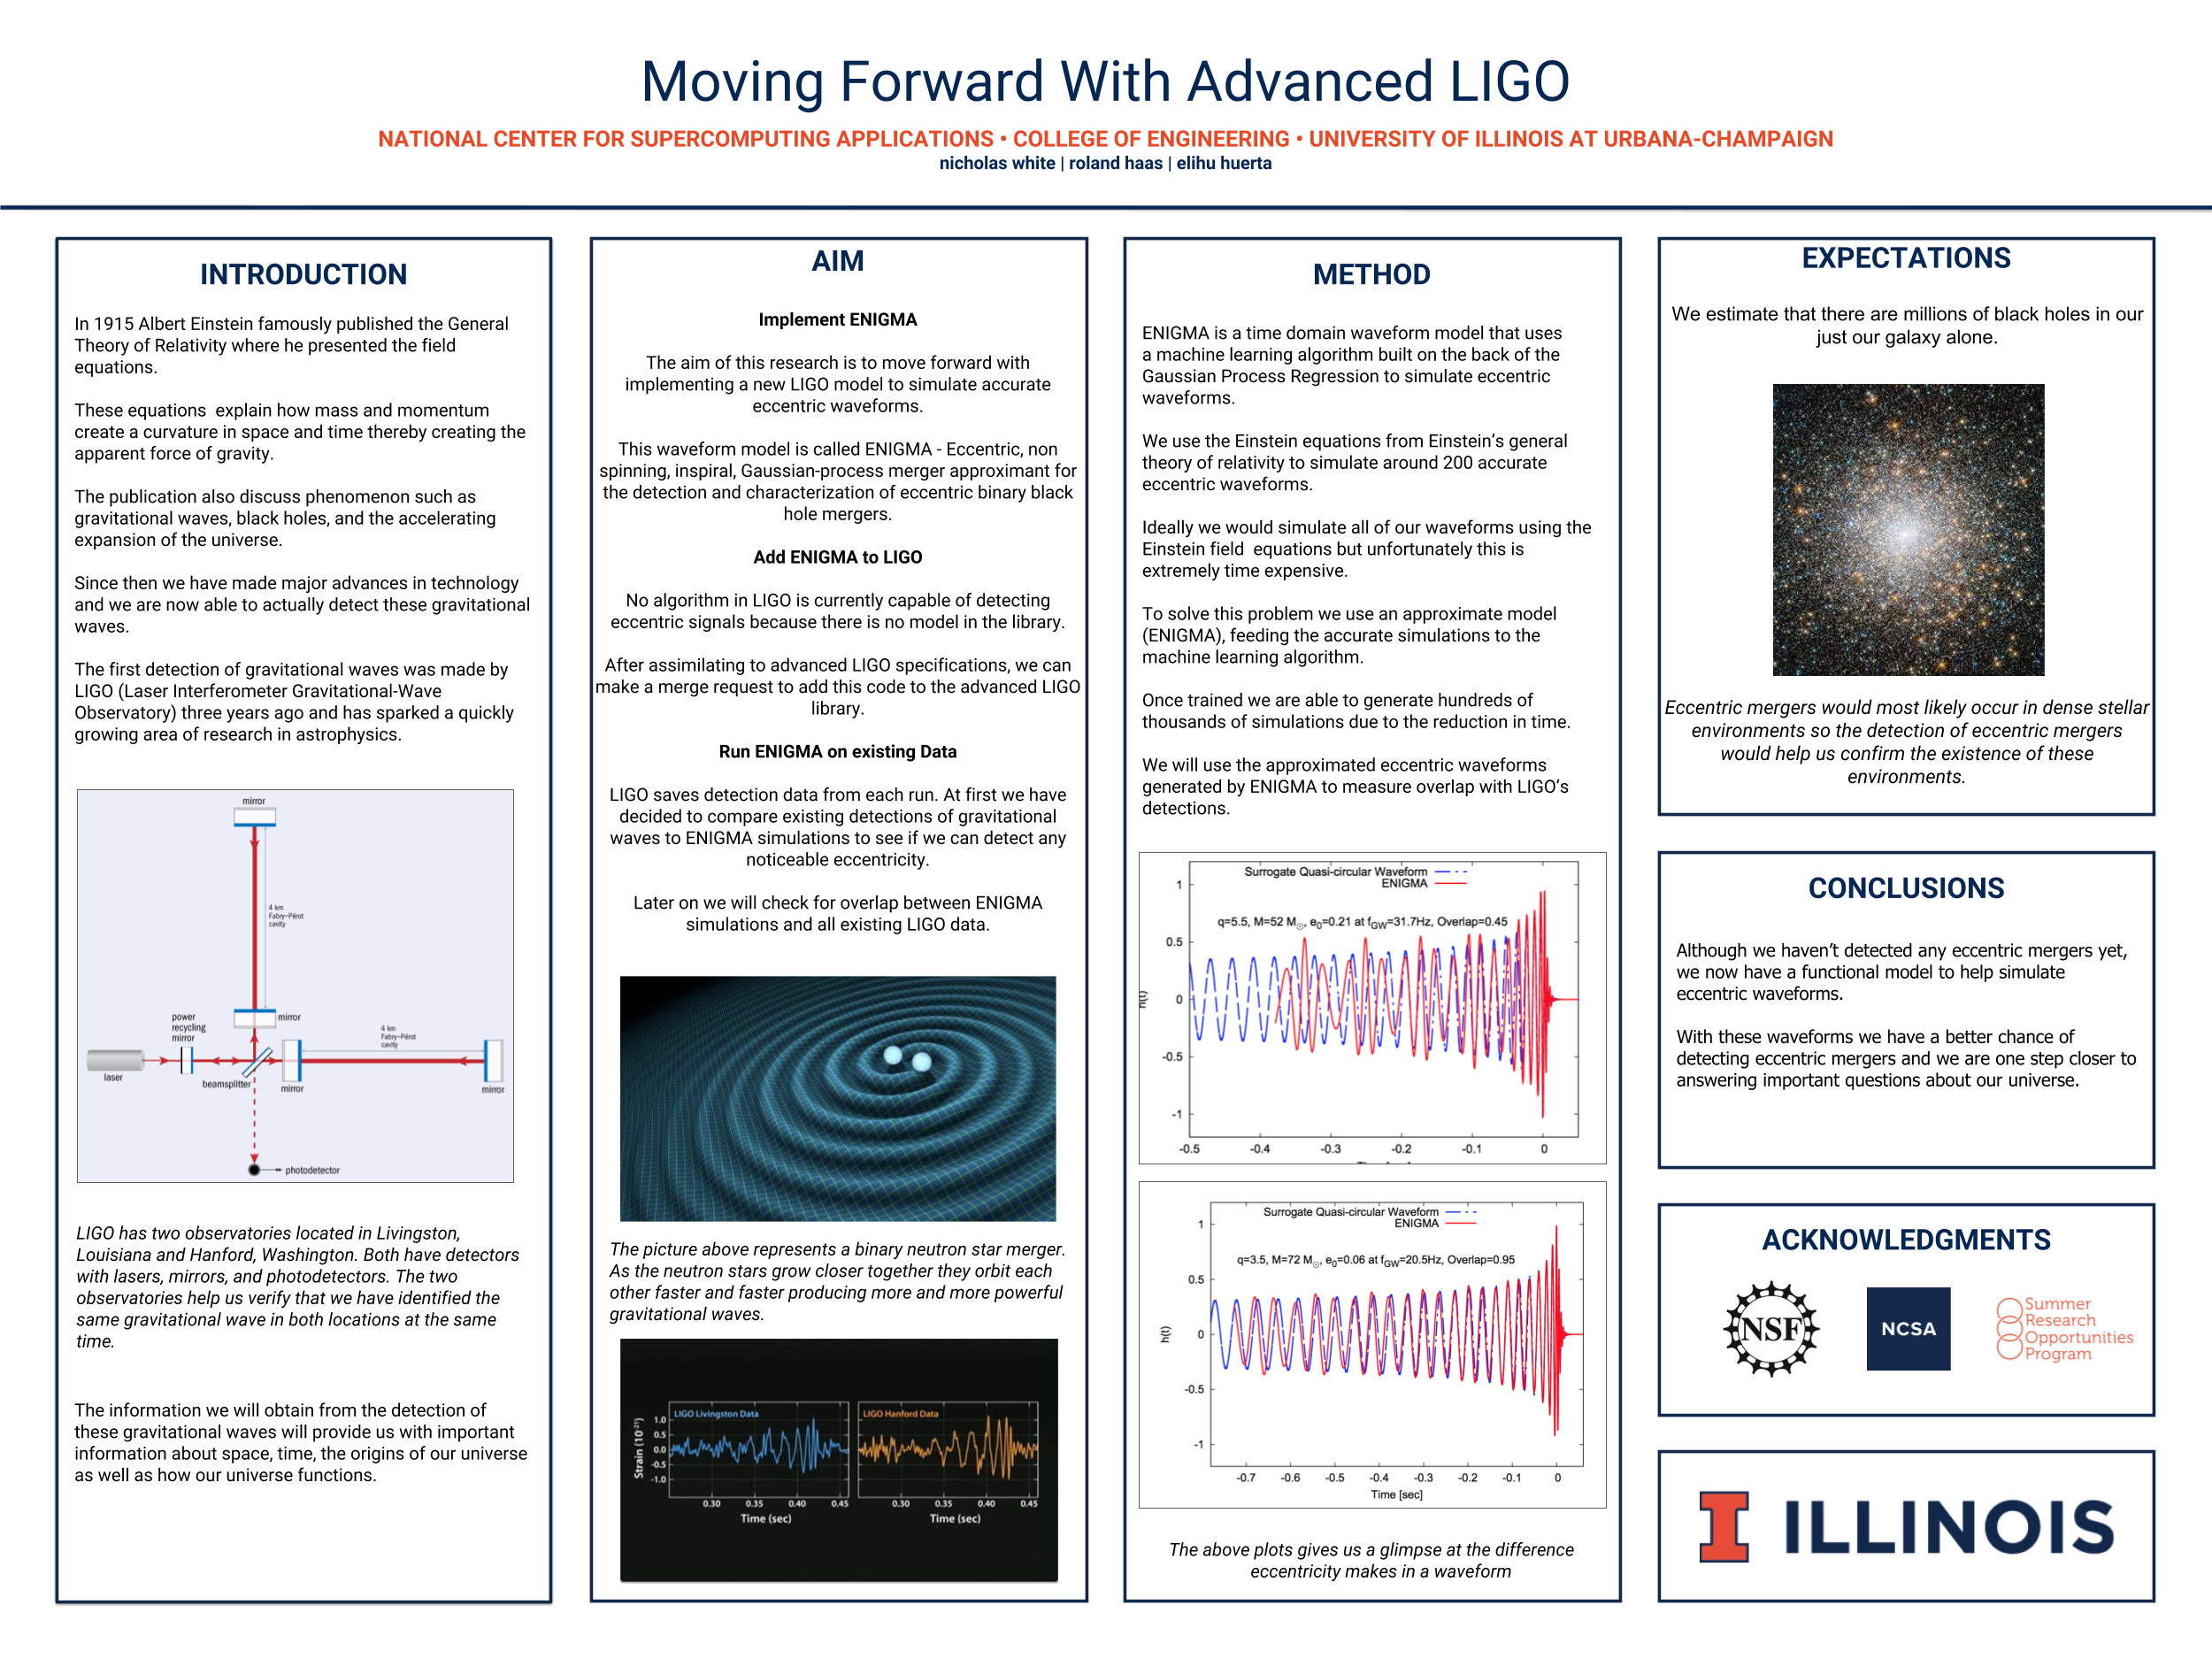 Moving Forward With Advanced LIGO
NATIONAL CENTER FOR SUPERCOMPUTING APPLICATIONS • COLLEGE OF ENGINEERING • UNIVERSITY OF ILLINOIS AT URBANA-CHAMPAIGN
nicholas white | roland haas | elihu huerta
INTRODUCTION
In 1915 Albert Einstein famously published the General
Theory of Relativity where he presented the field
equations.
These equations  explain how mass and momentum
create a curvature in space and time thereby creating the
apparent force of gravity.
The publication also discuss phenomenon such as
gravitational waves, black holes, and the accelerating
expansion of the universe.
Since then we have made major advances in technology
and we are now able to actually detect these gravitational
waves.
The first detection of gravitational waves was made by
LIGO (Laser Interferometer Gravitational-Wave
Observatory) three years ago and has sparked a quickly
growing area of research in astrophysics.
mirror
4 km
Fabry-Pérot
cavity
power
recycling
mirror
mirror
4 km
Fabry-Pérot
cavity
laser
beamsplitter
mirror
mirror
photodetector
LIGO has two observatories located in Livingston,
Louisiana and Hanford, Washington. Both have detectors
with lasers, mirrors, and photodetectors. The two
observatories help us verify that we have identified the
same gravitational wave in both locations at the same
time.
The information we will obtain from the detection of
these gravitational waves will provide us with important
information about space, time, the origins of our universe
as well as how our universe functions.
AIM
Implement ENIGMA
The aim of this research is to move forward with
implementing a new LIGO model to simulate accurate
eccentric waveforms.
This waveform model is called ENIGMA - Eccentric, non
spinning, inspiral, Gaussian-process merger approximant for
the detection and characterization of eccentric binary black
hole mergers.
Add ENIGMA to LIGO
No algorithm in LIGO is currently capable of detecting
eccentric signals because there is no model in the library.
After assimilating to advanced LIGO specifications, we can
make a merge request to add this code to the advanced LIGO
library.
Run ENIGMA on existing Data
LIGO saves detection data from each run. At first we have
decided to compare existing detections of gravitational
waves to ENIGMA simulations to see if we can detect any
noticeable eccentricity.
Later on we will check for overlap between ENIGMA
simulations and all existing LIGO data.
The picture above represents a binary neutron star merger.
As the neutron stars grow closer together they orbit each
other faster and faster producing more and more powerful
gravitational waves.
LIGO Livingston Data
LIGO Hanford Data
Strain (10⁻²¹)
1.0
0.5
0.0
-0.5
-1.0
0.30 0.35 0.40 0.45
0.30 0.35 0.40 0.45
Time (sec)
Time (sec)
METHOD
ENIGMA is a time domain waveform model that uses
a machine learning algorithm built on the back of the
Gaussian Process Regression to simulate eccentric
waveforms.
We use the Einstein equations from Einstein’s general
theory of relativity to simulate around 200 accurate
eccentric waveforms.
Ideally we would simulate all of our waveforms using the
Einstein field  equations but unfortunately this is
extremely time expensive.
To solve this problem we use an approximate model
(ENIGMA), feeding the accurate simulations to the
machine learning algorithm.
Once trained we are able to generate hundreds of
thousands of simulations due to the reduction in time.
We will use the approximated eccentric waveforms
generated by ENIGMA to measure overlap with LIGO’s
detections.
Surrogate Quasi-circular Waveform
ENIGMA
q=5.5, M=52 M☉, e₀=0.21 at f_GW=31.7Hz, Overlap=0.45
h(t)
1
0.5
0
-0.5
-1
-0.5 -0.4 -0.3 -0.2 -0.1 0
Surrogate Quasi-circular Waveform
ENIGMA
q=3.5, M=72 M☉, e₀=0.06 at f_GW=20.5Hz, Overlap=0.95
h(t)
1
0.5
0
-0.5
-1
-0.7 -0.6 -0.5 -0.4 -0.3 -0.2 -0.1 0
Time [sec]
The above plots gives us a glimpse at the difference
eccentricity makes in a waveform
EXPECTATIONS
We estimate that there are millions of black holes in our
just our galaxy alone.
Eccentric mergers would most likely occur in dense stellar
environments so the detection of eccentric mergers
would help us confirm the existence of these
environments.
CONCLUSIONS
Although we haven’t detected any eccentric mergers yet,
we now have a functional model to help simulate
eccentric waveforms.
With these waveforms we have a better chance of
detecting eccentric mergers and we are one step closer to
answering important questions about our universe.
ACKNOWLEDGMENTS
NSF
NCSA
Summer
Research
Opportunities
Program
I ILLINOIS